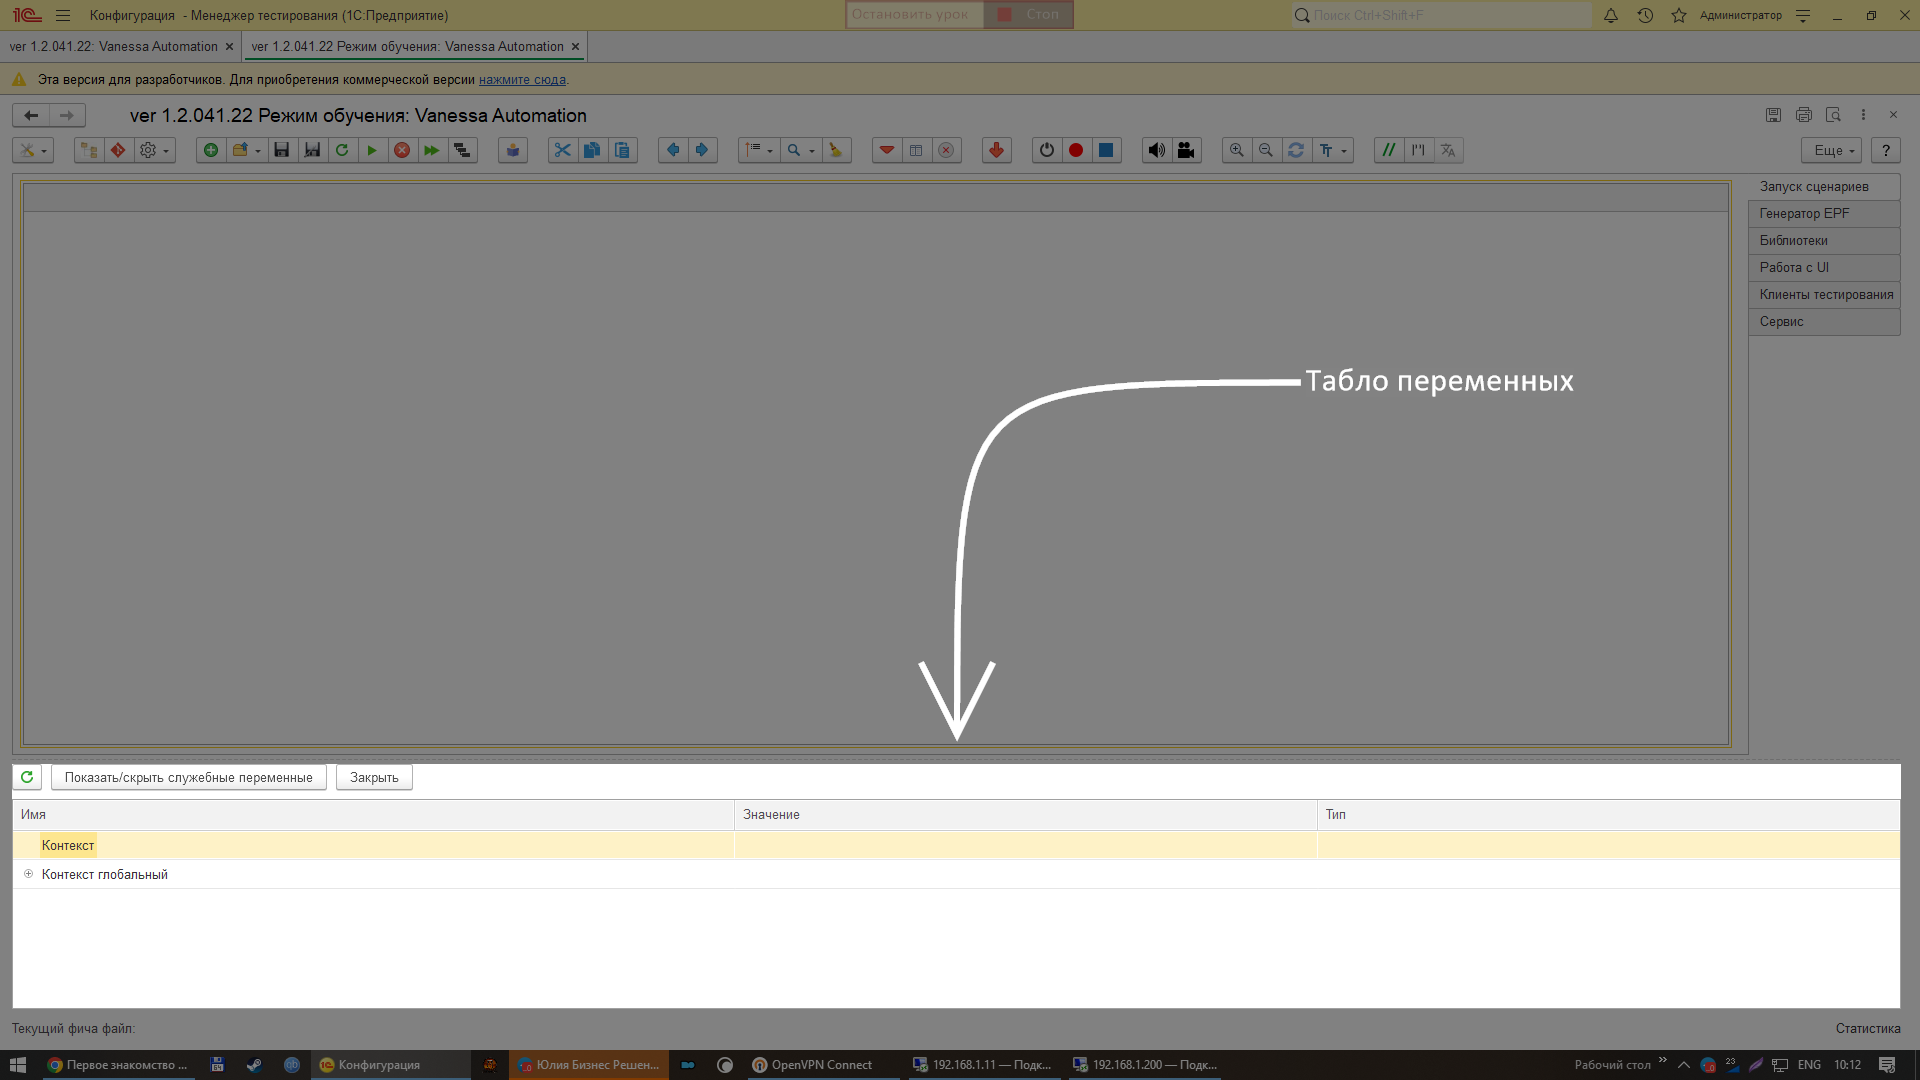 Конфигурация - Менеджер тестирования (1С:Предприятие)
Остановить урок
Стоп
Поиск Ctrl+Shift+F
Администратор
ver 1.2.041.22: Vanessa Automation
ver 1.2.041.22 Режим обучения: Vanessa Automation
Эта версия для разработчиков. Для приобретения коммерческой версии нажмите сюда.
ver 1.2.041.22 Режим обучения: Vanessa Automation
Еще
?
Запуск сценариев
Генератор EPF
Библиотеки
Работа с UI
Клиенты тестирования
Сервис
Табло переменных
Показать/скрыть служебные переменные
Закрыть
Имя
Значение
Тип
Контекст
Контекст глобальный
Текущий фича файл:
Статистика
Первое знакомство ...
Конфигурация
Юлия Бизнес Решен...
OpenVPN Connect
192.168.1.11 — Подк...
192.168.1.200 — Подк...
Рабочий стол
23
ENG
10:12